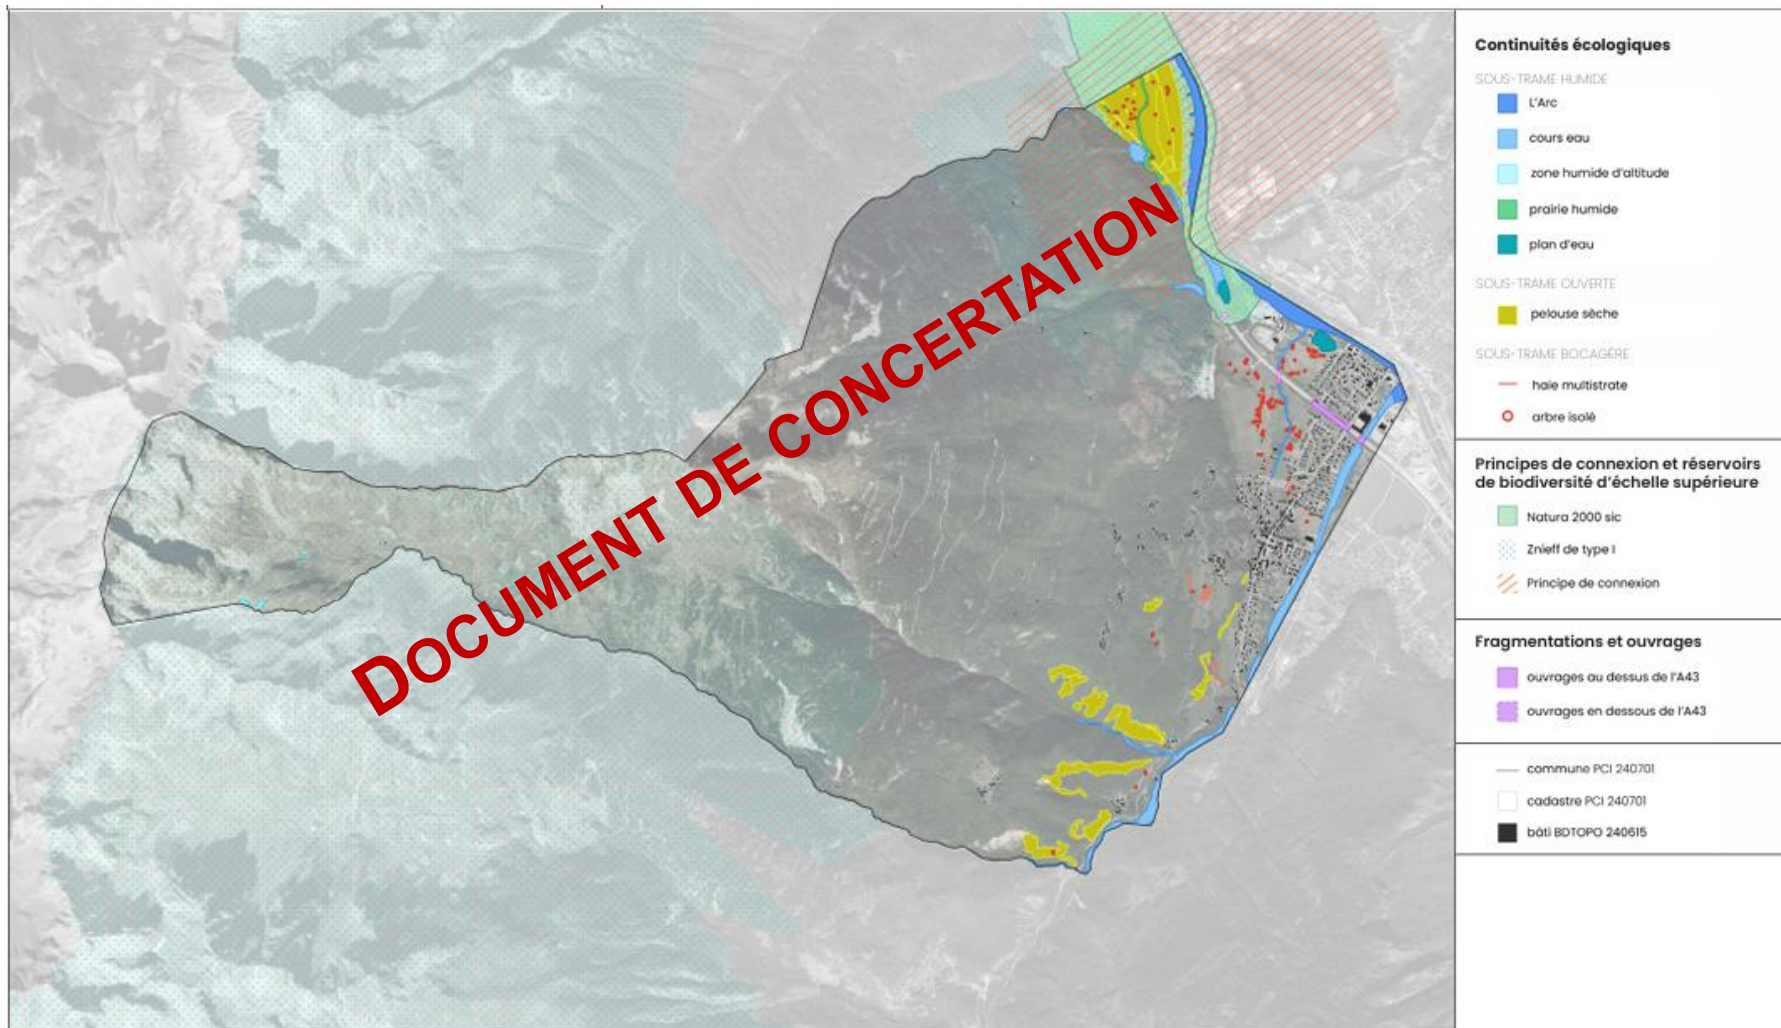 DOCUMENT DE CONCERTATION
Continuités écologiques
SOUS-TRAME HUMIDE
L'Arc
cours eau
zone humide d'altitude
prairie humide
plan d'eau
SOUS-TRAME OUVERTE
pelouse sèche
SOUS-TRAME BOCAGÈRE
haie multistrate
arbre isolé
Principes de connexion et réservoirs
de biodiversité d'échelle supérieure
Natura 2000 sic
Znieff de type I
Principe de connexion
Fragmentations et ouvrages
ouvrages au dessus de l'A43
ouvrages en dessous de l'A43
commune PCI 240701
cadastre PCI 240701
bâti BDTOPO 240615